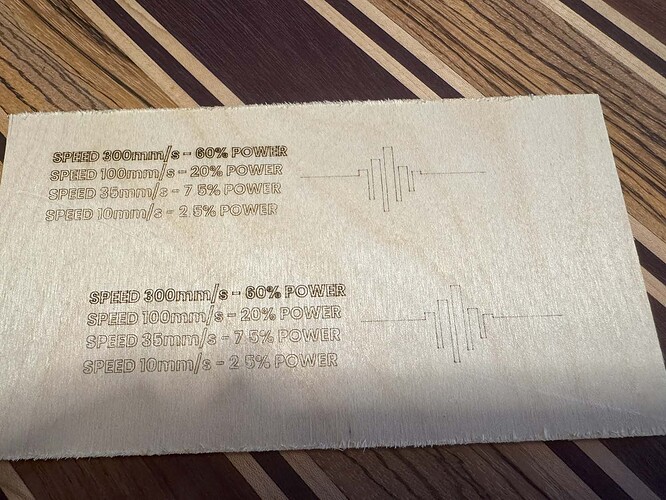 SPEED 300mm/s - 60% POWER
SPEED 100mm/s - 20% POWER
SPEED 35mm/s - 7.5% POWER
SPEED 10mm/s - 2.5% POWER
SPEED 300mm/s - 60% POWER
SPEED 100mm/s - 20% POWER
SPEED 35mm/s - 7.5% POWER
SPEED 10mm/s - 2.5% POWER